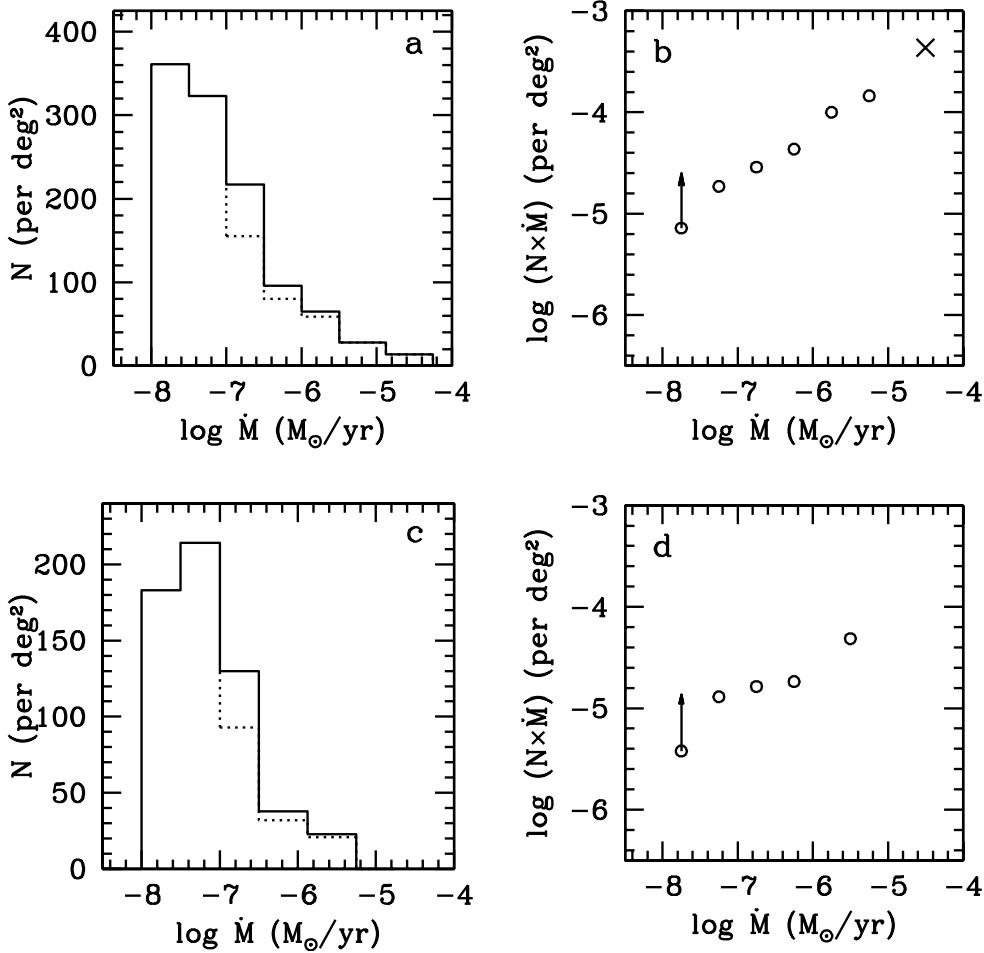 a
N (per deg²)
400
300
200
100
0
−8 −7 −6 −5 −4
log Ṁ (M⊙/yr)
b
log (N×Ṁ) (per deg²)
−3
−4
−5
−6
−8 −7 −6 −5 −4
log Ṁ (M⊙/yr)
c
N (per deg²)
200
150
100
50
0
−8 −7 −6 −5 −4
log Ṁ (M⊙/yr)
d
log (N×Ṁ) (per deg²)
−3
−4
−5
−6
−8 −7 −6 −5 −4
log Ṁ (M⊙/yr)